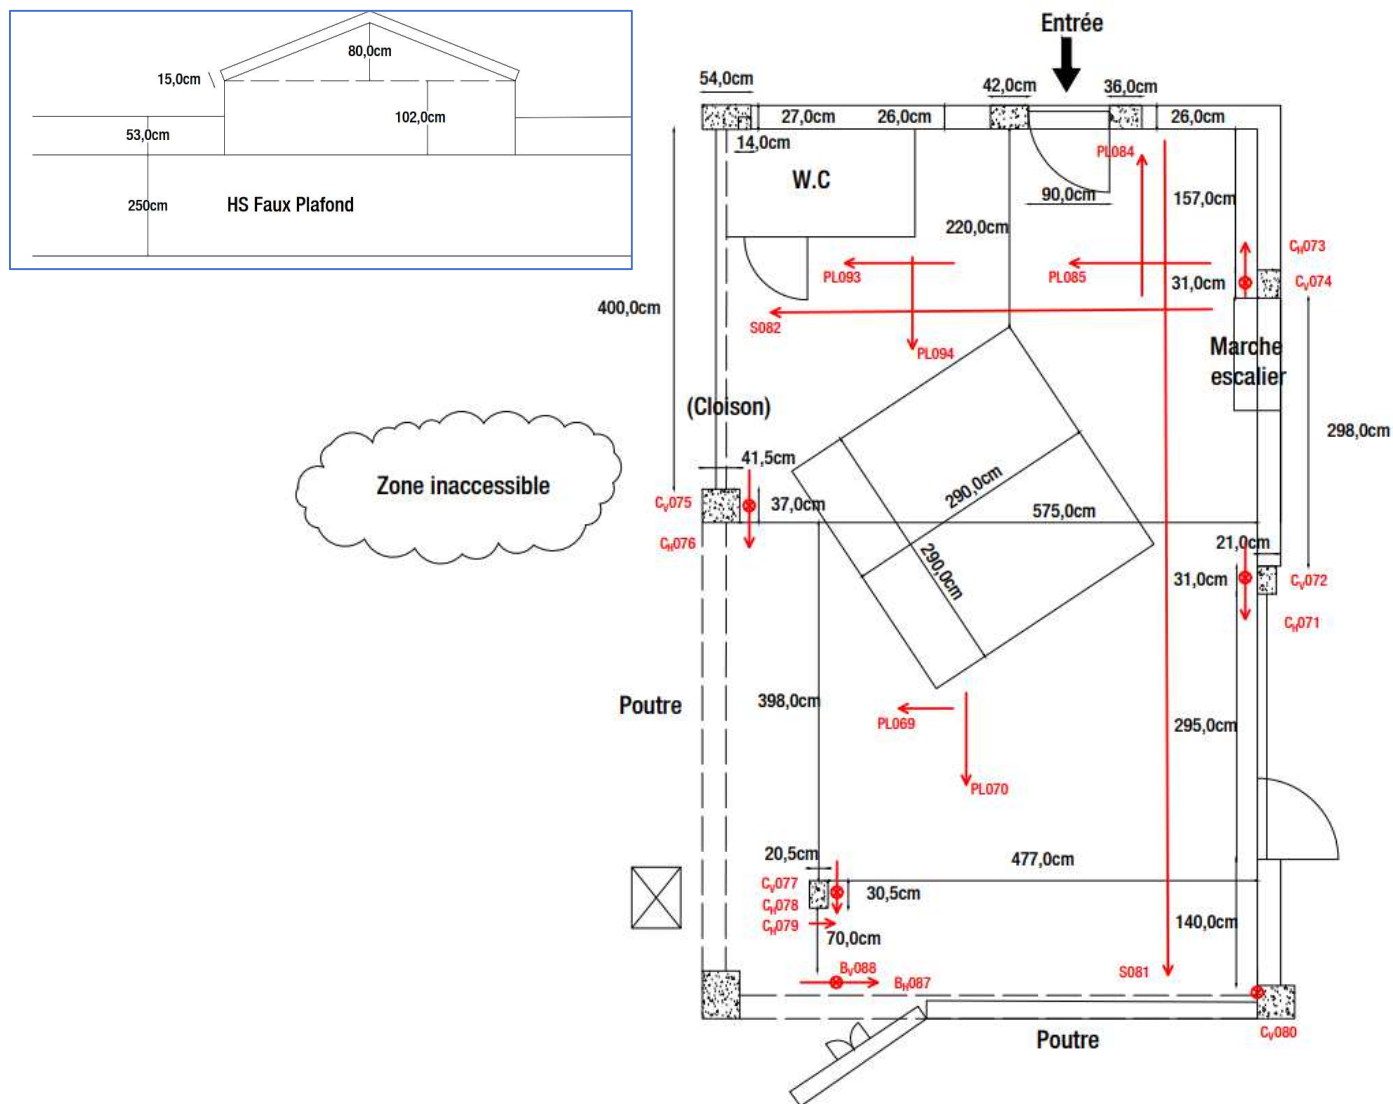 80,0cm
15,0cm
102,0cm
53,0cm
250cm
HS Faux Plafond
Entrée
54,0cm
42,0cm
36,0cm
27,0cm
26,0cm
26,0cm
14,0cm
PL084
W.C
90,0cm
157,0cm
220,0cm
CH073
PL093
PL085
31,0cm
CV074
400,0cm
S082
PL094
Marche
escalier
(Cloison)
298,0cm
41,5cm
Zone inaccessible
290,0cm
CV075
37,0cm
575,0cm
CH076
21,0cm
290,0cm
31,0cm
CV072
CH071
398,0cm
Poutre
PL069
295,0cm
PL070
20,5cm
477,0cm
CV077
30,5cm
CH078
CH079
140,0cm
70,0cm
BV088
S081
BH087
CV080
Poutre